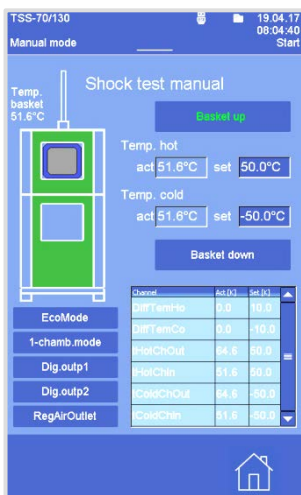 TSS-70/130
19.04.17
08:04:40
Manual mode
Start
Shock test manual
Temp.
basket
51.6°C
Basket up
Temp. hot
act 51.6°C set 50.0°C
Temp. cold
act 51.6°C set -50.0°C
Basket down
Channel Act [K] Set [K]
DiffTemHo 0.0 10.0
DiffTemCo 0.0 -10.0
tHotChOut 64.6 50.0
tHotChIn 51.6 50.0
tColdChOut 64.6 -50.0
tColdChIn 51.6 -50.0
EcoMode
1-chamb.mode
Dig.outp1
Dig.outp2
RegAirOutlet